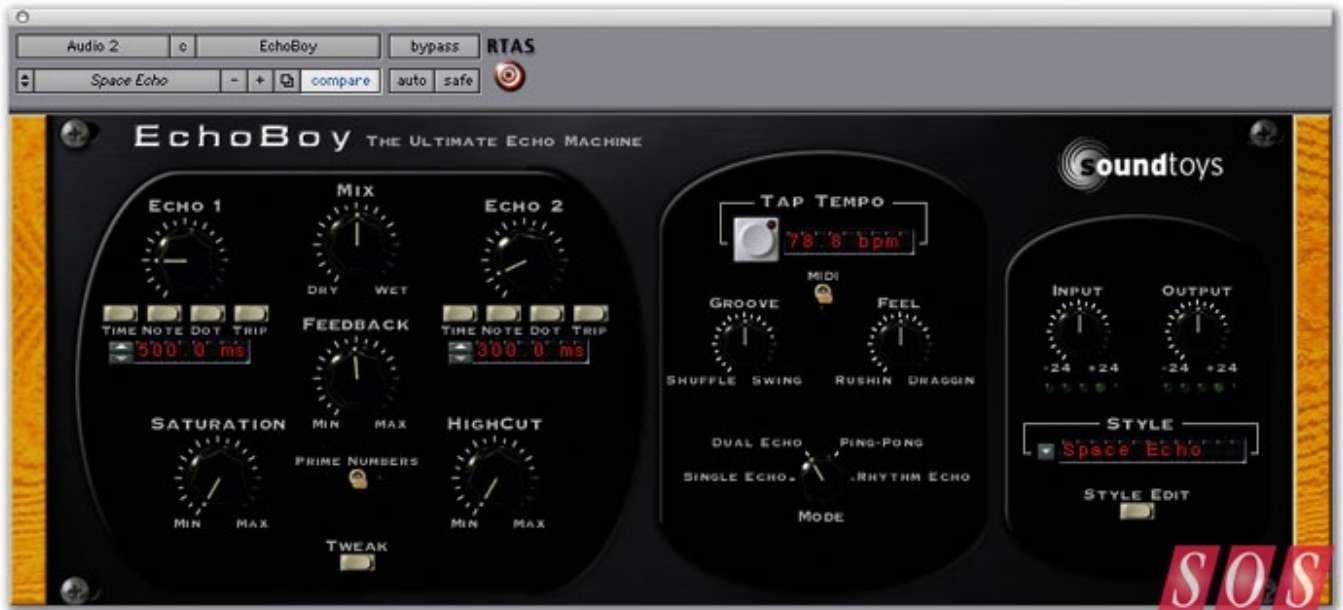 Audio 2 c EchoBoy bypass RTAS
Space Echo - + compare auto safe
EchoBoy The Ultimate Echo Machine
soundtoys
Echo 1
Mix
Echo 2
Dry Wet
Time Note Dot Trip
500.0 ms
Feedback
Min Max
Time Note Dot Trip
300.0 ms
Saturation
Min Max
Prime Numbers
HighCut
Min Max
Tweak
Tap Tempo
78.8 bpm
MIDI
Groove
Shuffle Swing
Feel
Rushin Draggin
Dual Echo Ping-Pong
Single Echo Rhythm Echo
Mode
Input Output
-24 +24 -24 +24
Style
Space Echo
Style Edit
SOS